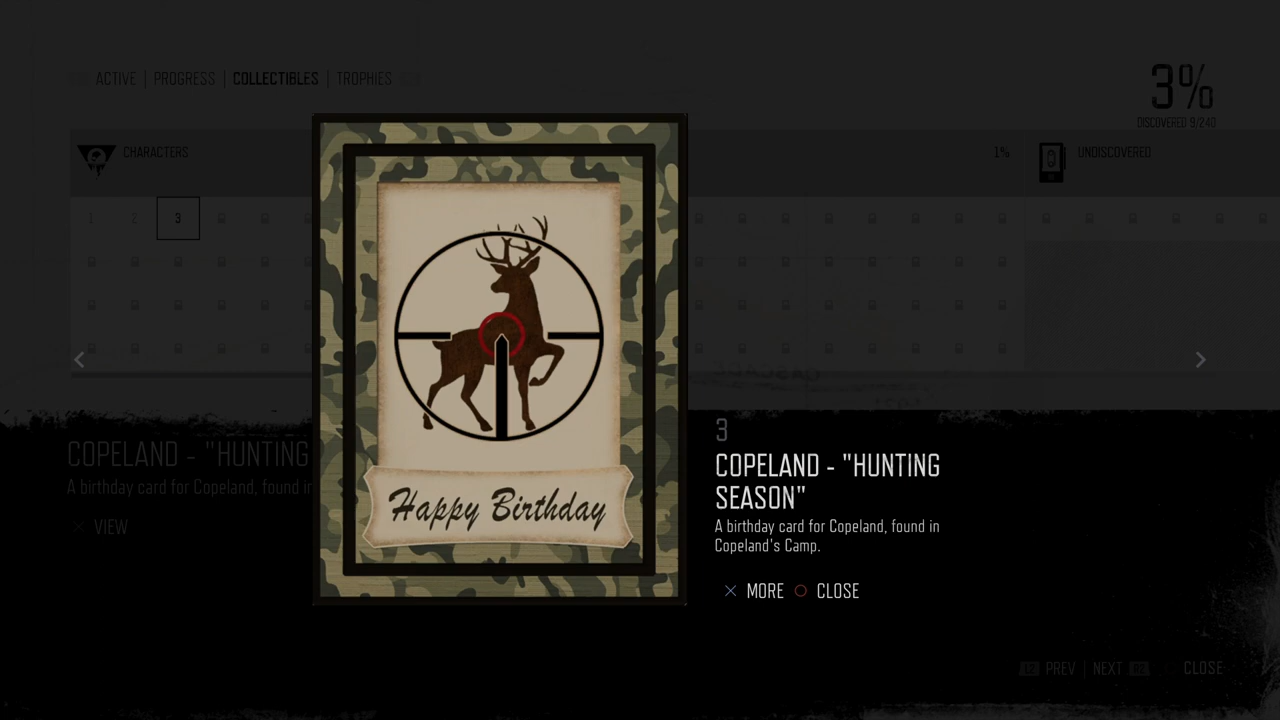 ACTIVE | PROGRESS | COLLECTIBLES | TROPHIES
3%
DISCOVERED 9/240
CHARACTERS
1%
UNDISCOVERED
1 2 3
Happy Birthday
COPELAND - "HUNTING
A birthday card for Copeland, found in
VIEW
3
COPELAND - "HUNTING
SEASON"
A birthday card for Copeland, found in
Copeland's Camp.
MORE CLOSE
PREV | NEXT CLOSE